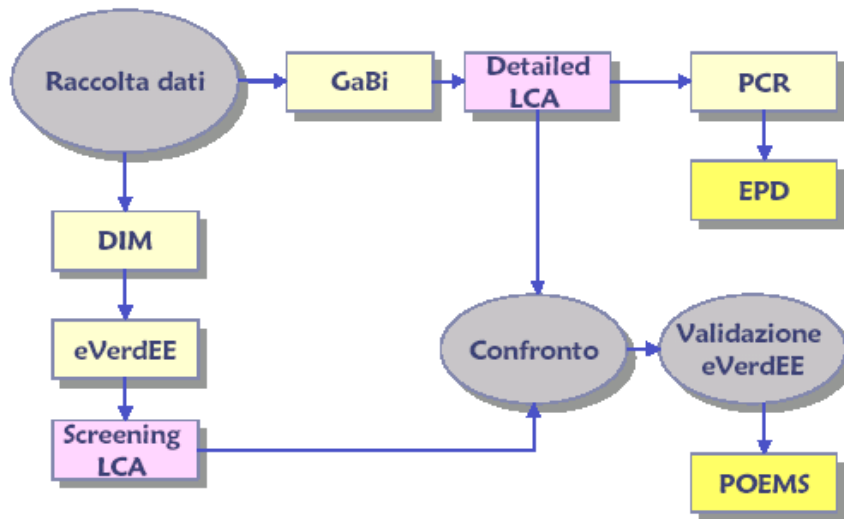 Raccolta dati
GaBi
Detailed
LCA
PCR
EPD
DIM
eVerdEE
Confronto
Validazione
eVerdEE
Screening
LCA
POEMS